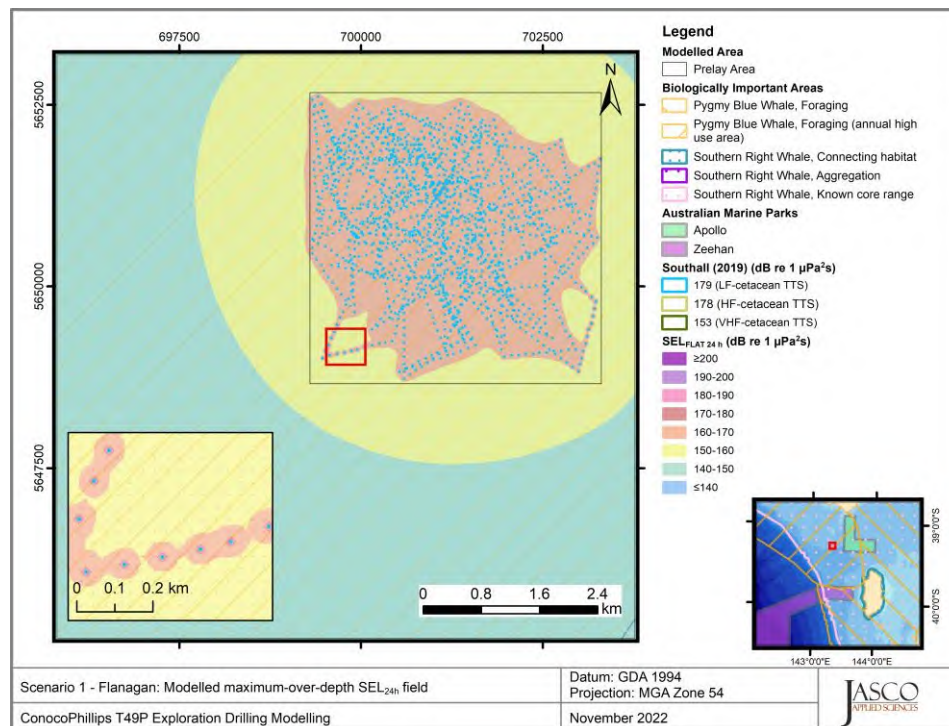 697500
700000
702500
5652500
5650000
5647500
N
0 0.1 0.2 km
0 0.8 1.6 2.4
km
Legend
Modelled Area
Prelay Area
Biologically Important Areas
Pygmy Blue Whale, Foraging
Pygmy Blue Whale, Foraging (annual high
use area)
Southern Right Whale, Connecting habitat
Southern Right Whale, Aggregation
Southern Right Whale, Known core range
Australian Marine Parks
Apollo
Zeehan
Southall (2019) (dB re 1 µPa²s)
179 (LF-cetacean TTS)
178 (HF-cetacean TTS)
153 (VHF-cetacean TTS)
SELFLAT 24 h (dB re 1 µPa²s)
≥200
190-200
180-190
170-180
160-170
150-160
140-150
≤140
39°0'0"S
40°0'0"S
143°0'0"E 144°0'0"E
Scenario 1 - Flanagan: Modelled maximum-over-depth SEL24h field
Datum: GDA 1994
Projection: MGA Zone 54
ConocoPhillips T49P Exploration Drilling Modelling
November 2022
JASCO
APPLIED SCIENCES